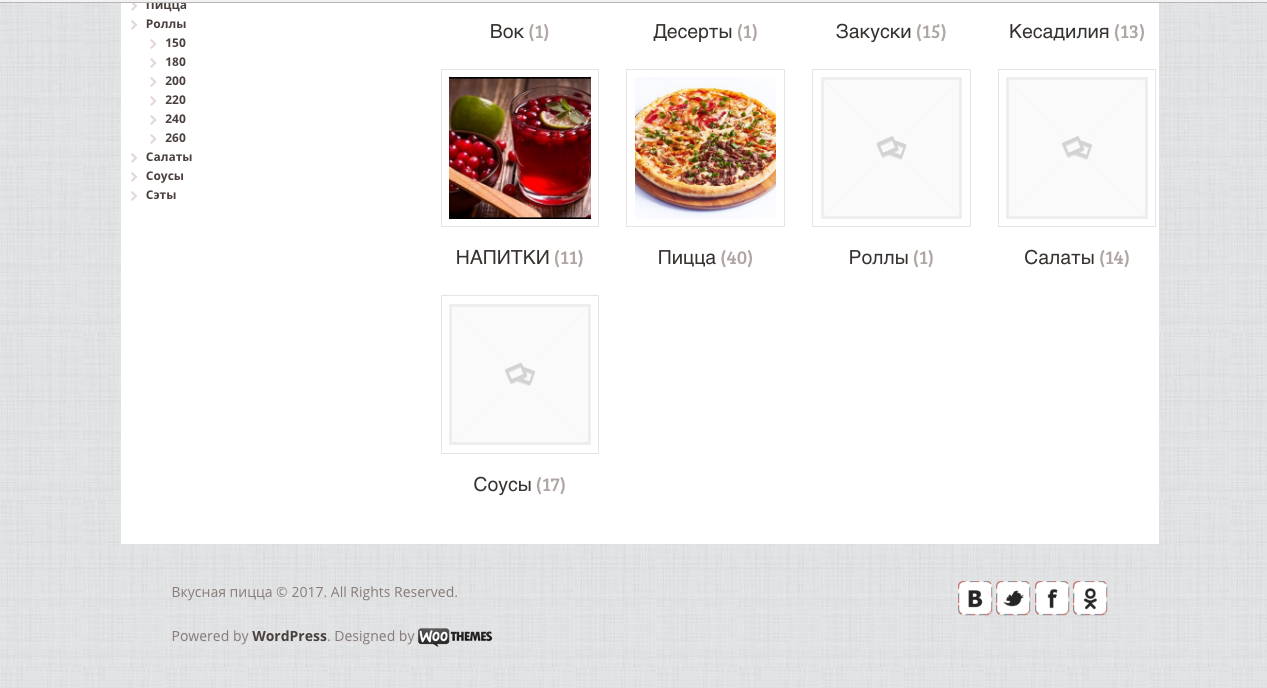 Пицца
Роллы
150
180
200
220
240
260
Салаты
Соусы
Сэты
Вок (1)
Десерты (1)
Закуски (15)
Кесадилия (13)
НАПИТКИ (11)
Пицца (40)
Роллы (1)
Салаты (14)
Соусы (17)
Вкусная пицца © 2017. All Rights Reserved.
Powered by WordPress. Designed by WOOTHEMES